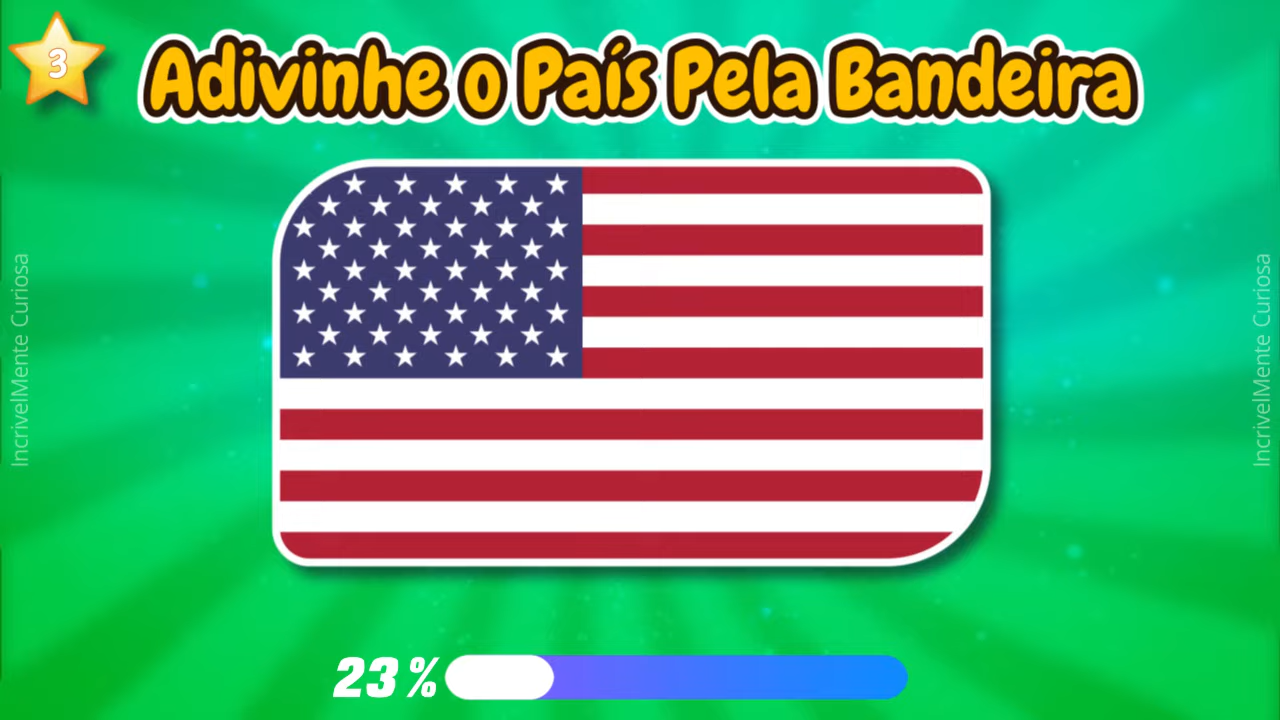 3
Adivinhe o País Pela Bandeira
IncrivelMente Curiosa
IncrivelMente Curiosa
23%